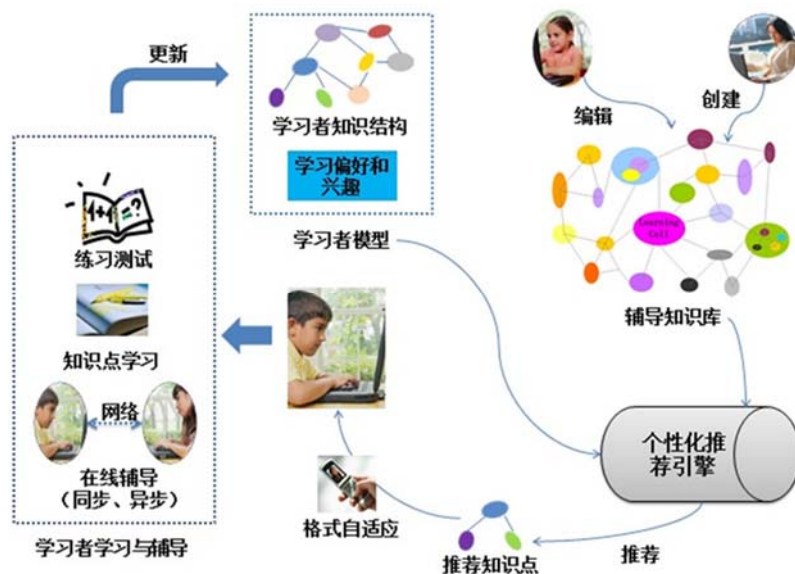 更新
学习者知识结构
学习偏好和
兴趣
学习者模型
编辑
创建
Learning
Cell
辅导知识库
1+1=?
练习测试
知识点学习
网络
在线辅导
（同步、异步）
学习者学习与辅导
格式自适应
推荐知识点
推荐
个性化推
荐引擎